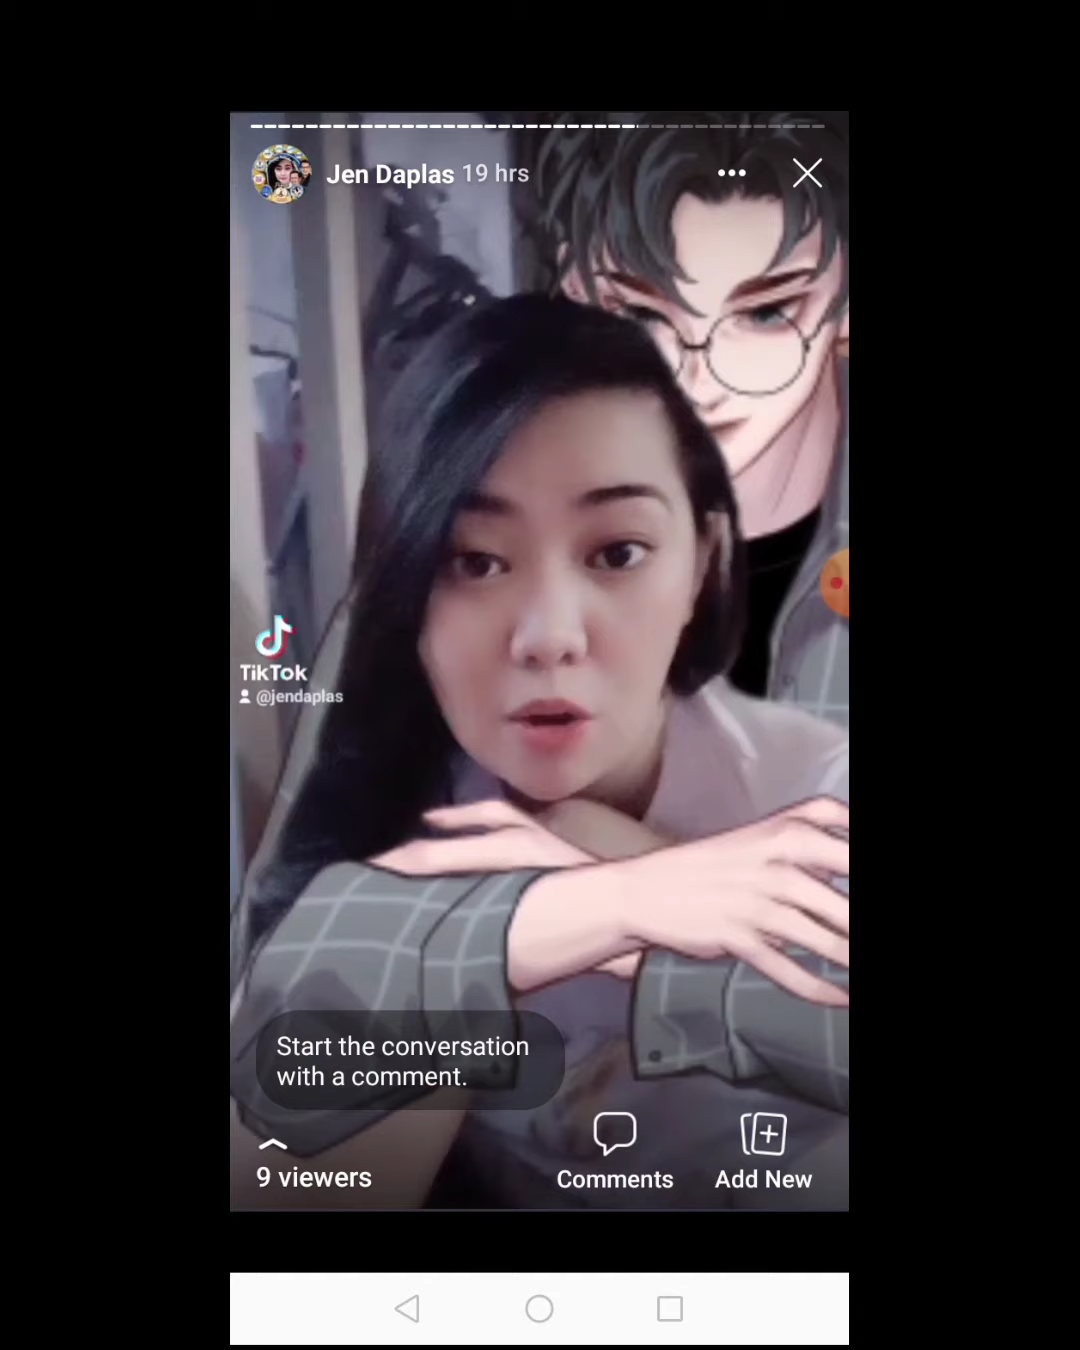 Jen Daplas 19 hrs
TikTok
@jendaplas
Start the conversation
with a comment.
9 viewers
Comments
Add New